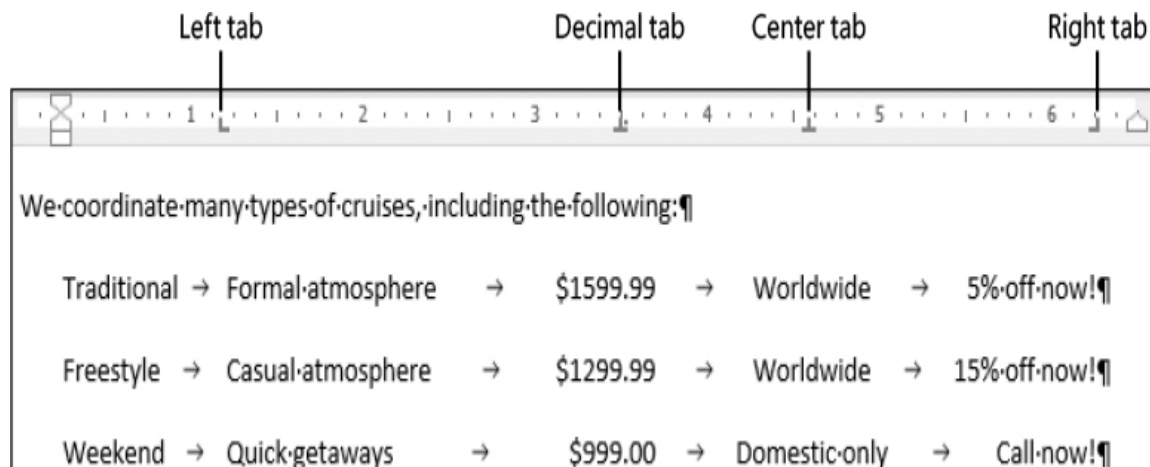 Left tab Decimal tab Center tab Right tab
1 2 3 4 5 6
We·coordinate·many·types·of·cruises,·including·the·following:¶
Traditional → Formal·atmosphere → $1599.99 → Worldwide → 5%·off·now!¶
Freestyle → Casual·atmosphere → $1299.99 → Worldwide → 15%·off·now!¶
Weekend → Quick·getaways → $999.00 → Domestic·only → Call·now!¶